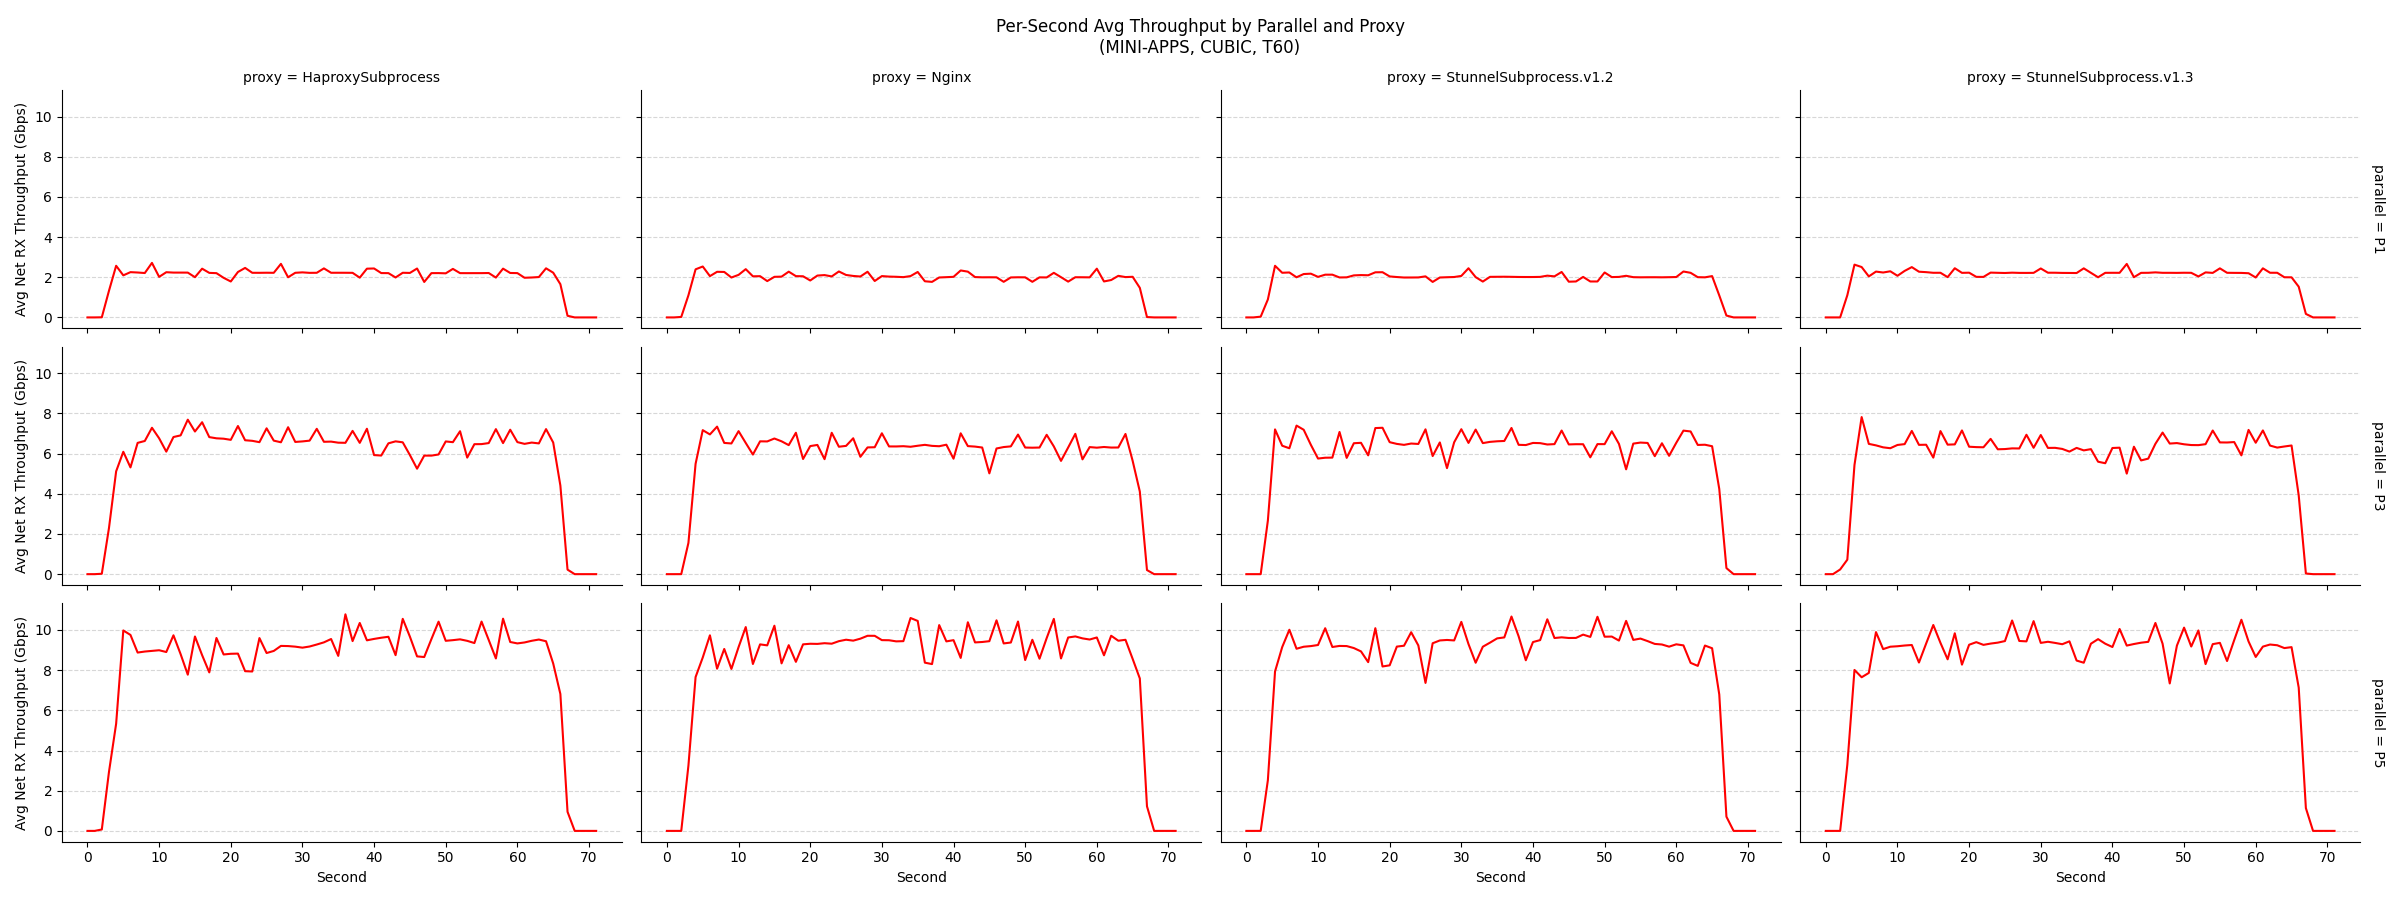 Per-Second Avg Throughput by Parallel and Proxy
(MINI-APPS, CUBIC, T60)
proxy = HaproxySubprocess
proxy = Nginx
proxy = StunnelSubprocess.v1.2
proxy = StunnelSubprocess.v1.3
Avg Net RX Throughput (Gbps)
10
8
6
4
2
0
parallel = P1
Avg Net RX Throughput (Gbps)
10
8
6
4
2
0
parallel = P3
Avg Net RX Throughput (Gbps)
10
8
6
4
2
0
parallel = P5
0 10 20 30 40 50 60 70
0 10 20 30 40 50 60 70
0 10 20 30 40 50 60 70
0 10 20 30 40 50 60 70
Second
Second
Second
Second